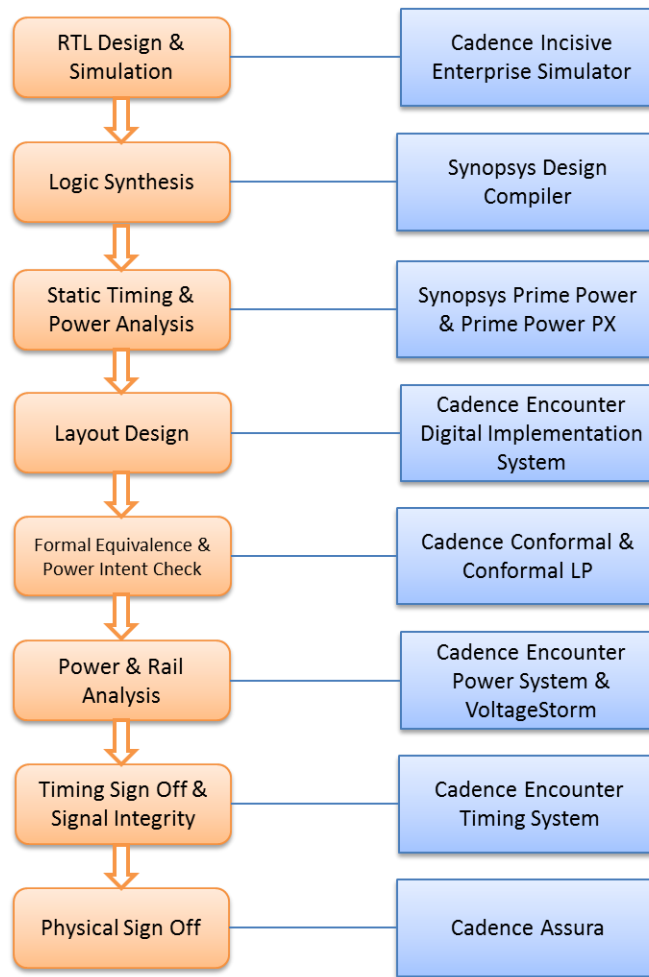 RTL Design &
Simulation
Cadence Incisive
Enterprise Simulator
Logic Synthesis
Synopsys Design
Compiler
Static Timing &
Power Analysis
Synopsys Prime Power
& Prime Power PX
Layout Design
Cadence Encounter
Digital Implementation
System
Formal Equivalence &
Power Intent Check
Cadence Conformal &
Conformal LP
Power & Rail
Analysis
Cadence Encounter
Power System &
VoltageStorm
Timing Sign Off &
Signal Integrity
Cadence Encounter
Timing System
Physical Sign Off
Cadence Assura